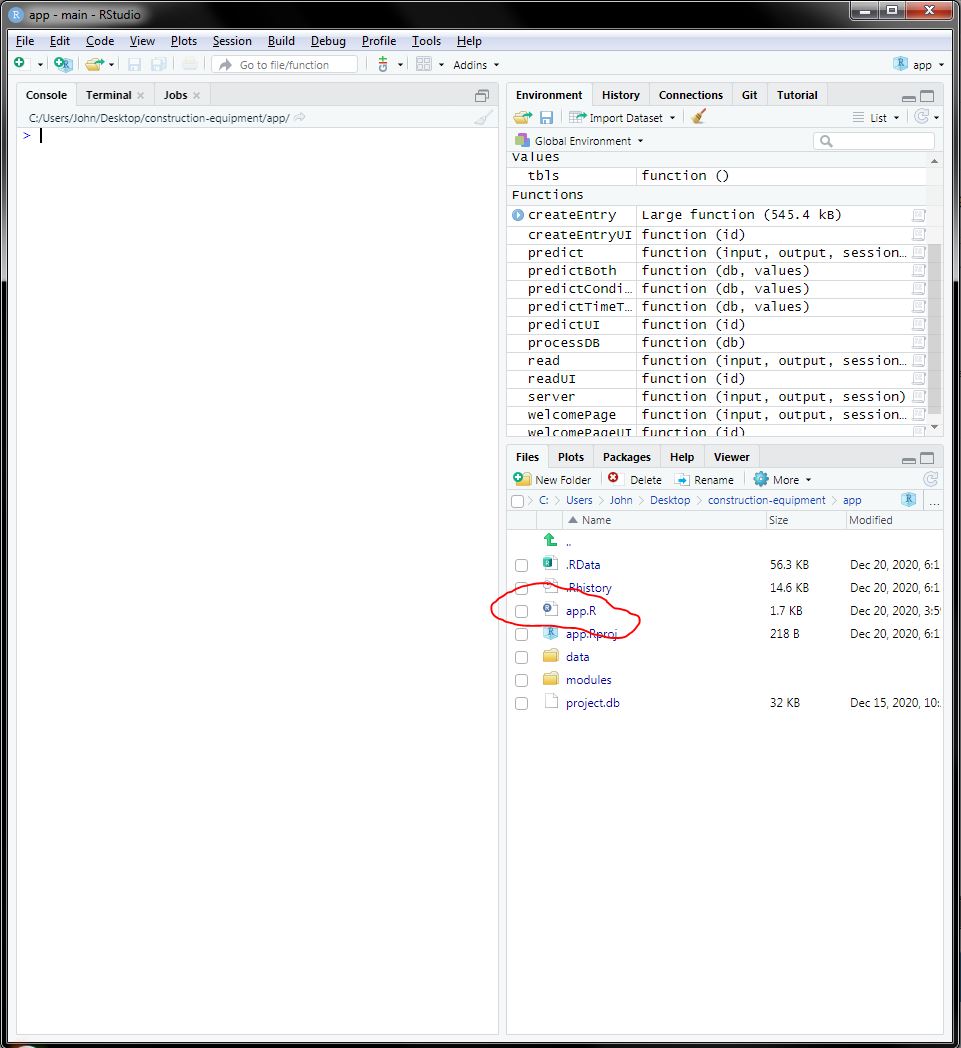 app - main - RStudio
File Edit Code View Plots Session Build Debug Profile Tools Help
Go to file/function Addins app
Console Terminal Jobs
C:/Users/John/Desktop/construction-equipment/app/
>
Environment History Connections Git Tutorial
Import Dataset List
Global Environment
Values
tbls function ()
Functions
createEntry Large function (545.4 kB)
createEntryUI function (id)
predict function (input, output, session…
predictBoth function (db, values)
predictCondi… function (db, values)
predictTimeT… function (db, values)
predictUI function (id)
processDB function (db)
read function (input, output, session…
readUI function (id)
server function (input, output, session)
welcomePage function (input, output, session…
welcomePageUI function (id)
Files Plots Packages Help Viewer
New Folder Delete Rename More
C: Users John Desktop construction-equipment app ...
Name Size Modified
..
.RData 56.3 KB Dec 20, 2020, 6:1
.Rhistory 14.6 KB Dec 20, 2020, 6:1
app.R 1.7 KB Dec 20, 2020, 3:59
app.Rproj 218 B Dec 20, 2020, 6:1
data
modules
project.db 32 KB Dec 15, 2020, 10: